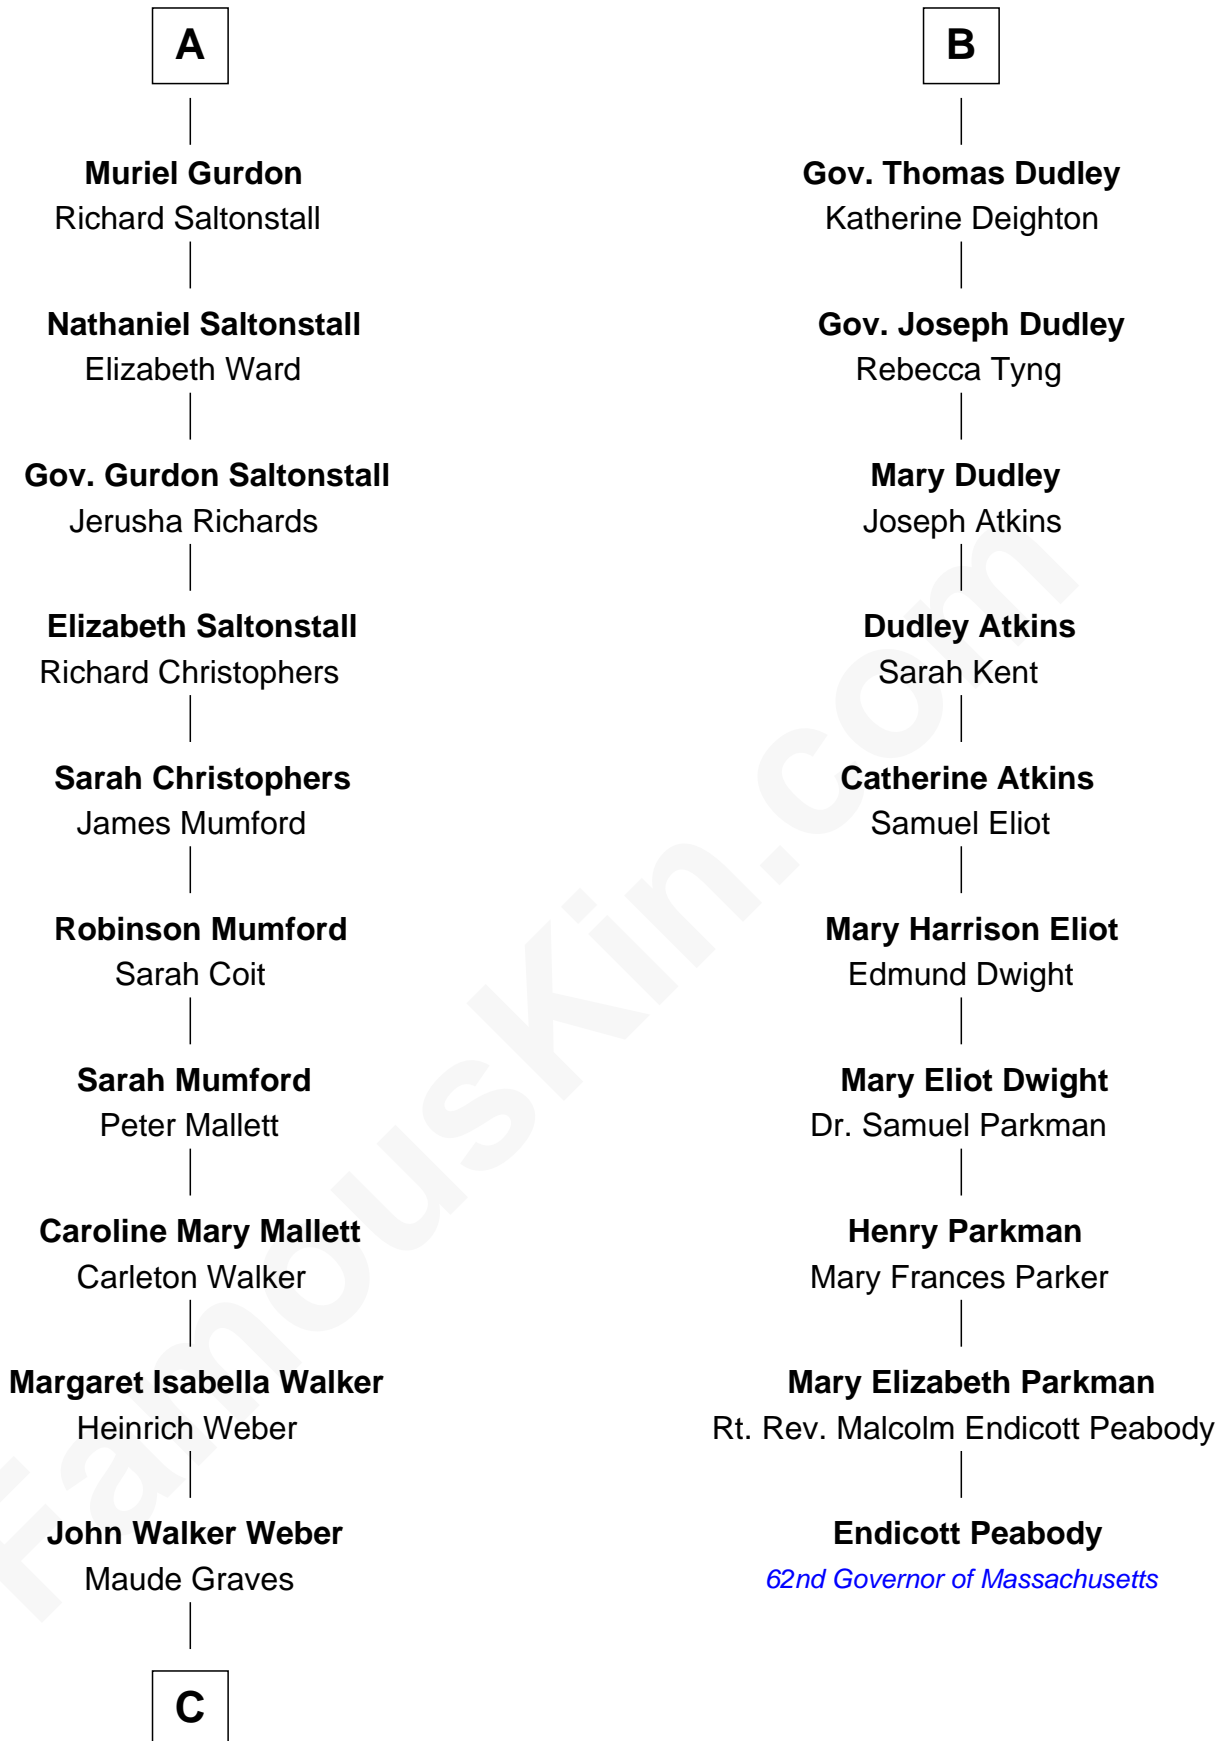 A
Muriel Gurdon
Richard Saltonstall
Nathaniel Saltonstall
Elizabeth Ward
Gov. Gurdon Saltonstall
Jerusha Richards
Elizabeth Saltonstall
Richard Christophers
Sarah Christophers
James Mumford
Robinson Mumford
Sarah Coit
Sarah Mumford
Peter Mallett
Caroline Mary Mallett
Carleton Walker
Margaret Isabella Walker
Heinrich Weber
John Walker Weber
Maude Graves
C
B
Gov. Thomas Dudley
Katherine Deighton
Gov. Joseph Dudley
Rebecca Tyng
Mary Dudley
Joseph Atkins
Dudley Atkins
Sarah Kent
Catherine Atkins
Samuel Eliot
Mary Harrison Eliot
Edmund Dwight
Mary Eliot Dwight
Dr. Samuel Parkman
Henry Parkman
Mary Frances Parker
Mary Elizabeth Parkman
Rt. Rev. Malcolm Endicott Peabody
Endicott Peabody
62nd Governor of Massachusetts
FamousKin.com